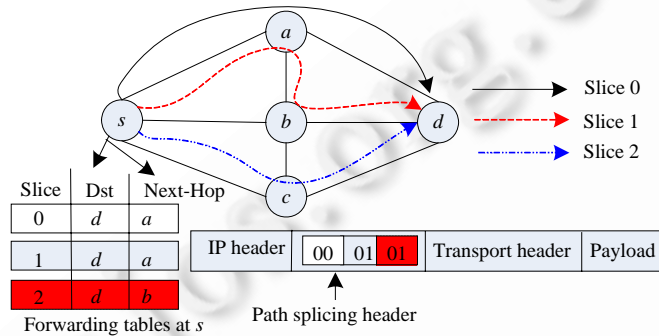 a
Slice 0
Slice 1
Slice 2
s
b
d
c
Slice Dst Next-Hop
0 d a
1 d a
2 d b
Forwarding tables at s
IP header 00 01 01 Transport header Payload
Path splicing header